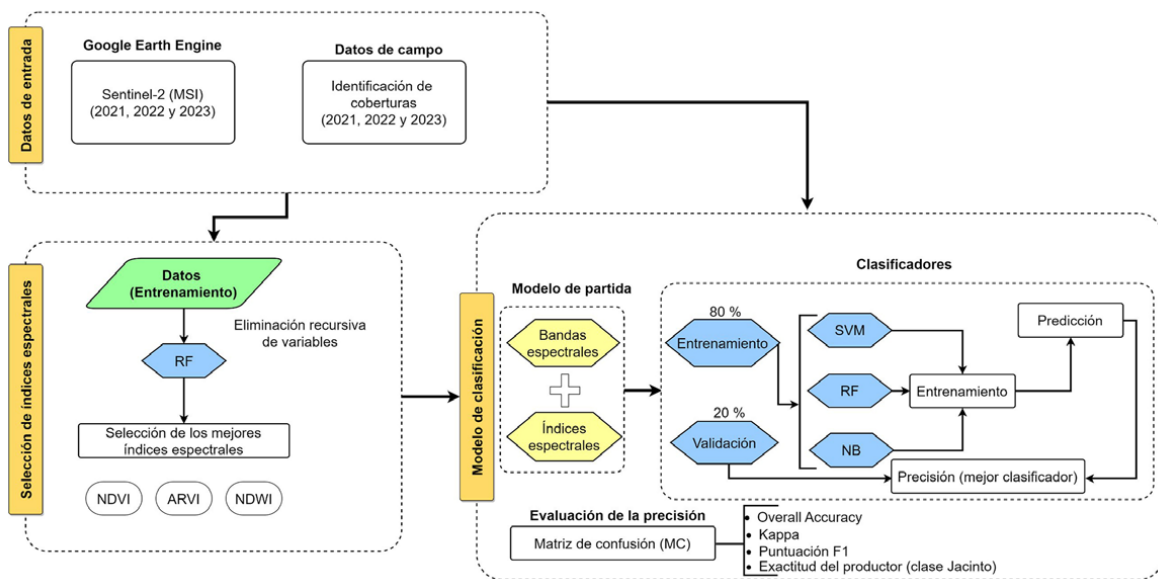 Datos de entrada
Google Earth Engine
Sentinel-2 (MSI)
(2021, 2022 y 2023)
Datos de campo
Identificación de
coberturas
(2021, 2022 y 2023)
Selección de índices espectrales
Datos
(Entrenamiento)
Eliminación recursiva
de variables
RF
Selección de los mejores
índices espectrales
NDVI
ARVI
NDWI
Modelo de clasificación
Modelo de partida
Bandas
espectrales
Índices
espectrales
Clasificadores
80 %
Entrenamiento
20 %
Validación
SVM
RF
NB
Entrenamiento
Predicción
Precisión (mejor clasificador)
Evaluación de la precisión
Matriz de confusión (MC)
• Overall Accuracy
• Kappa
• Puntuación F1
• Exactitud del productor (clase Jacinto)